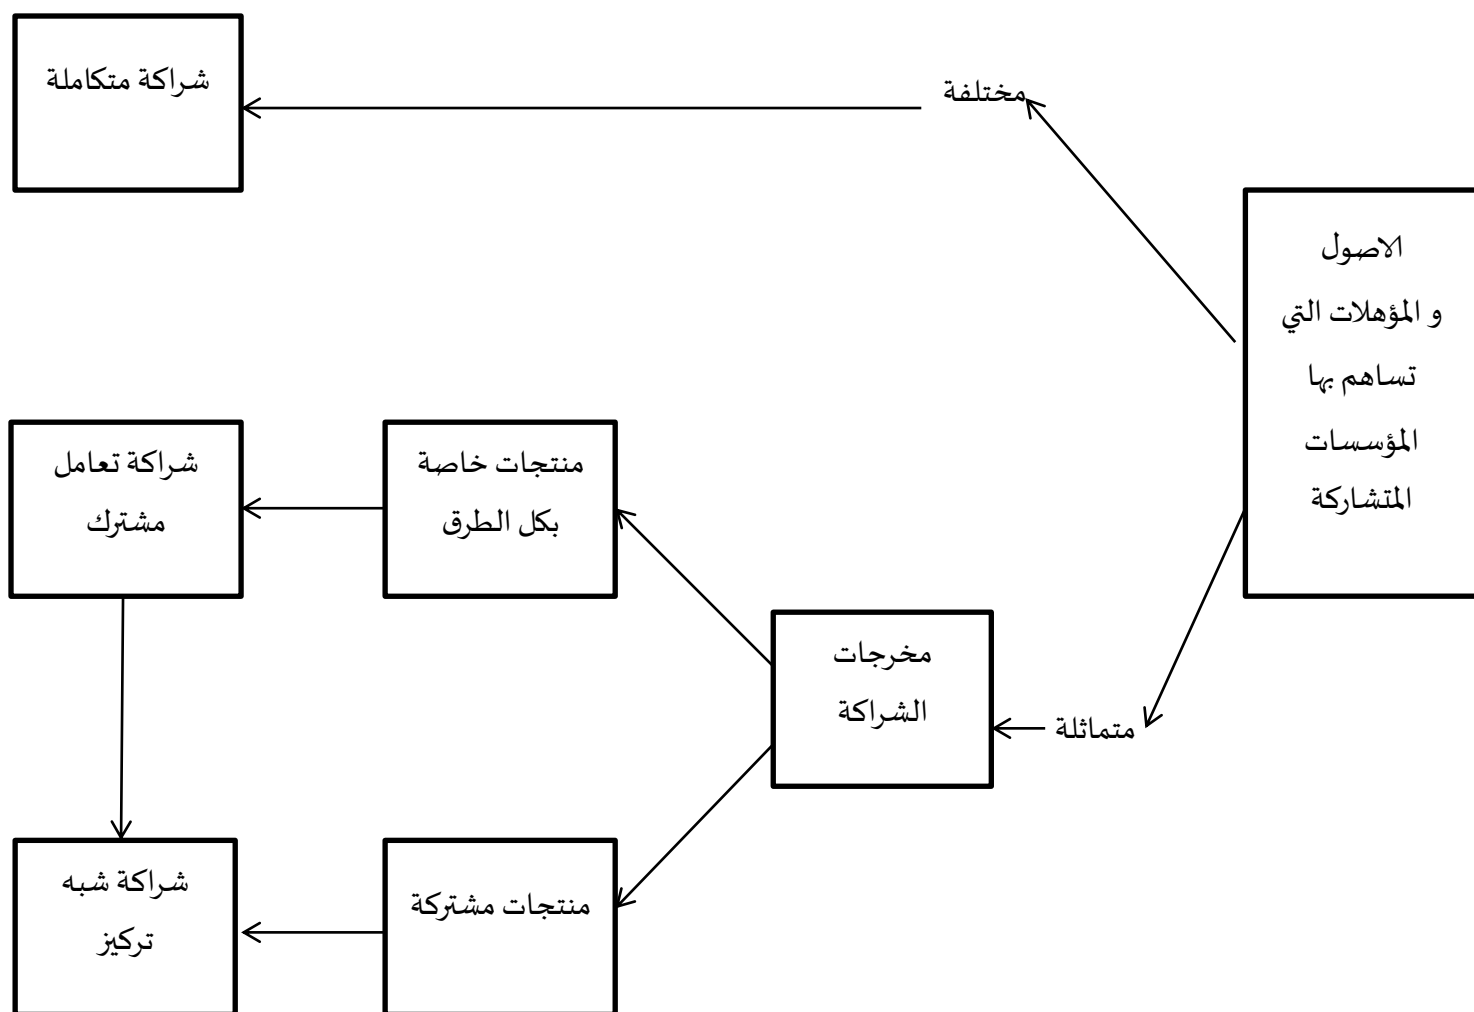 الاصول
و المؤهلات التي
تساهم بها
المؤسسات
المتشاركة
مختلفة
شراكة متكاملة
متماثلة
مخرجات
الشراكة
منتجات خاصة
بكل الطرق
شراكة تعامل
مشترك
منتجات مشتركة
شراكة شبه
تركيز